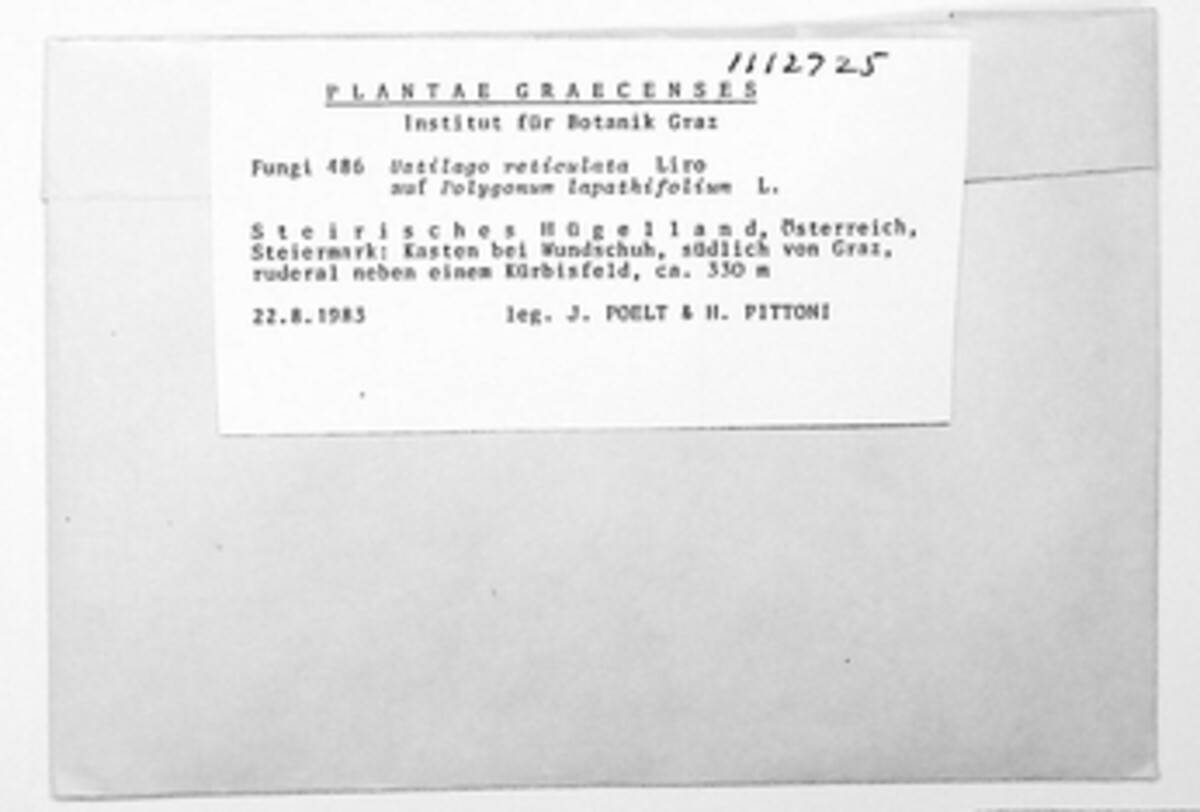 1112725
PLANTAE GRAECENSES
Institut für Botanik Graz
Fungi 486 Ustilago reticulata Liro
auf Polygonum lapathifolium L.
Steirisches Hügelland, Österreich,
Steiermark: Kasten bei Wundschuh, südlich von Graz,
ruderal neben einem Kürbisfeld, ca. 330 m
22.8.1983 leg. J. POELT & H. PITTONI